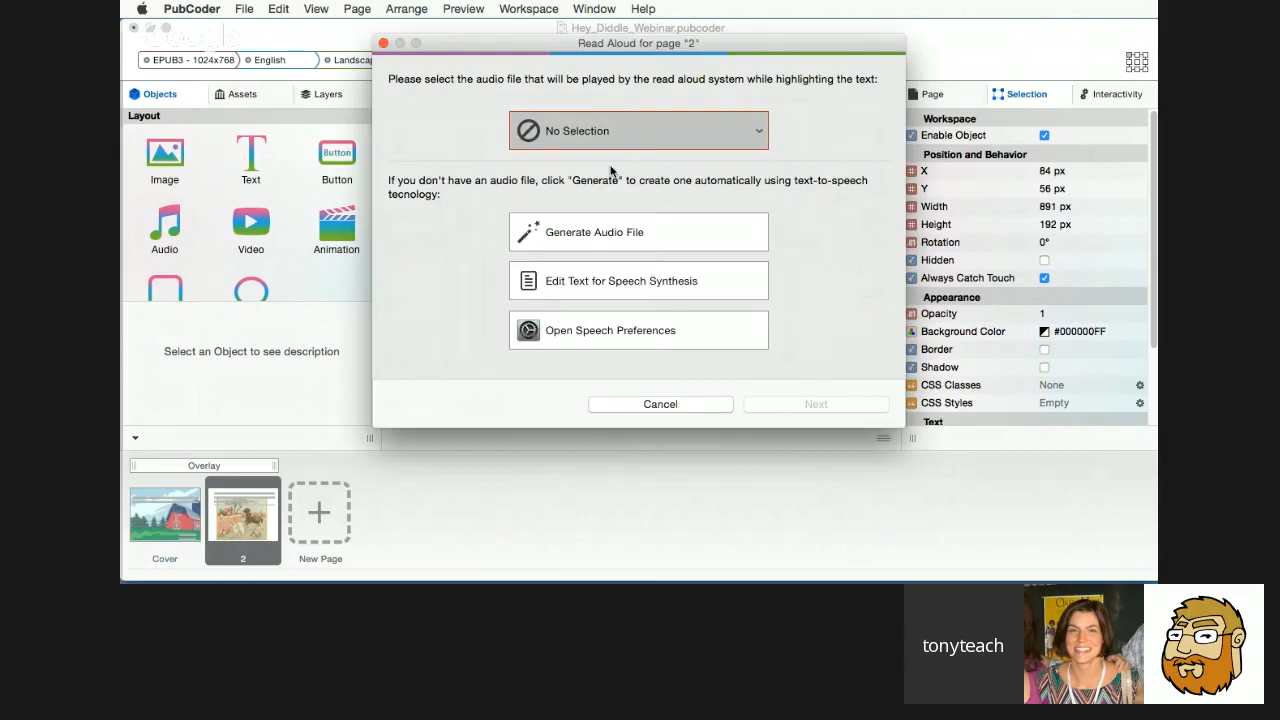 PubCoder File Edit View Page Arrange Preview Workspace Window Help
Hey_Diddle_Webinar.pubcoder
Read Aloud for page "2"
EPUB3 - 1024x768 English Landscap
Objects Assets Layers
Page Selection Interactivity
Please select the audio file that will be played by the read aloud system while highlighting the text:
No Selection
If you don't have an audio file, click "Generate" to create one automatically using text-to-speech
tecnology:
Generate Audio File
Edit Text for Speech Synthesis
Open Speech Preferences
Cancel Next
Layout
Button
Image Text Button
Audio Video Animation
Select an Object to see description
Workspace
Enable Object
Position and Behavior
X 84 px
Y 56 px
Width 891 px
Height 192 px
Rotation 0°
Hidden
Always Catch Touch
Appearance
Opacity 1
Background Color #000000FF
Border
Shadow
CSS Classes None
CSS Styles Empty
Text
Overlay
Cover 2 New Page
tonyteach